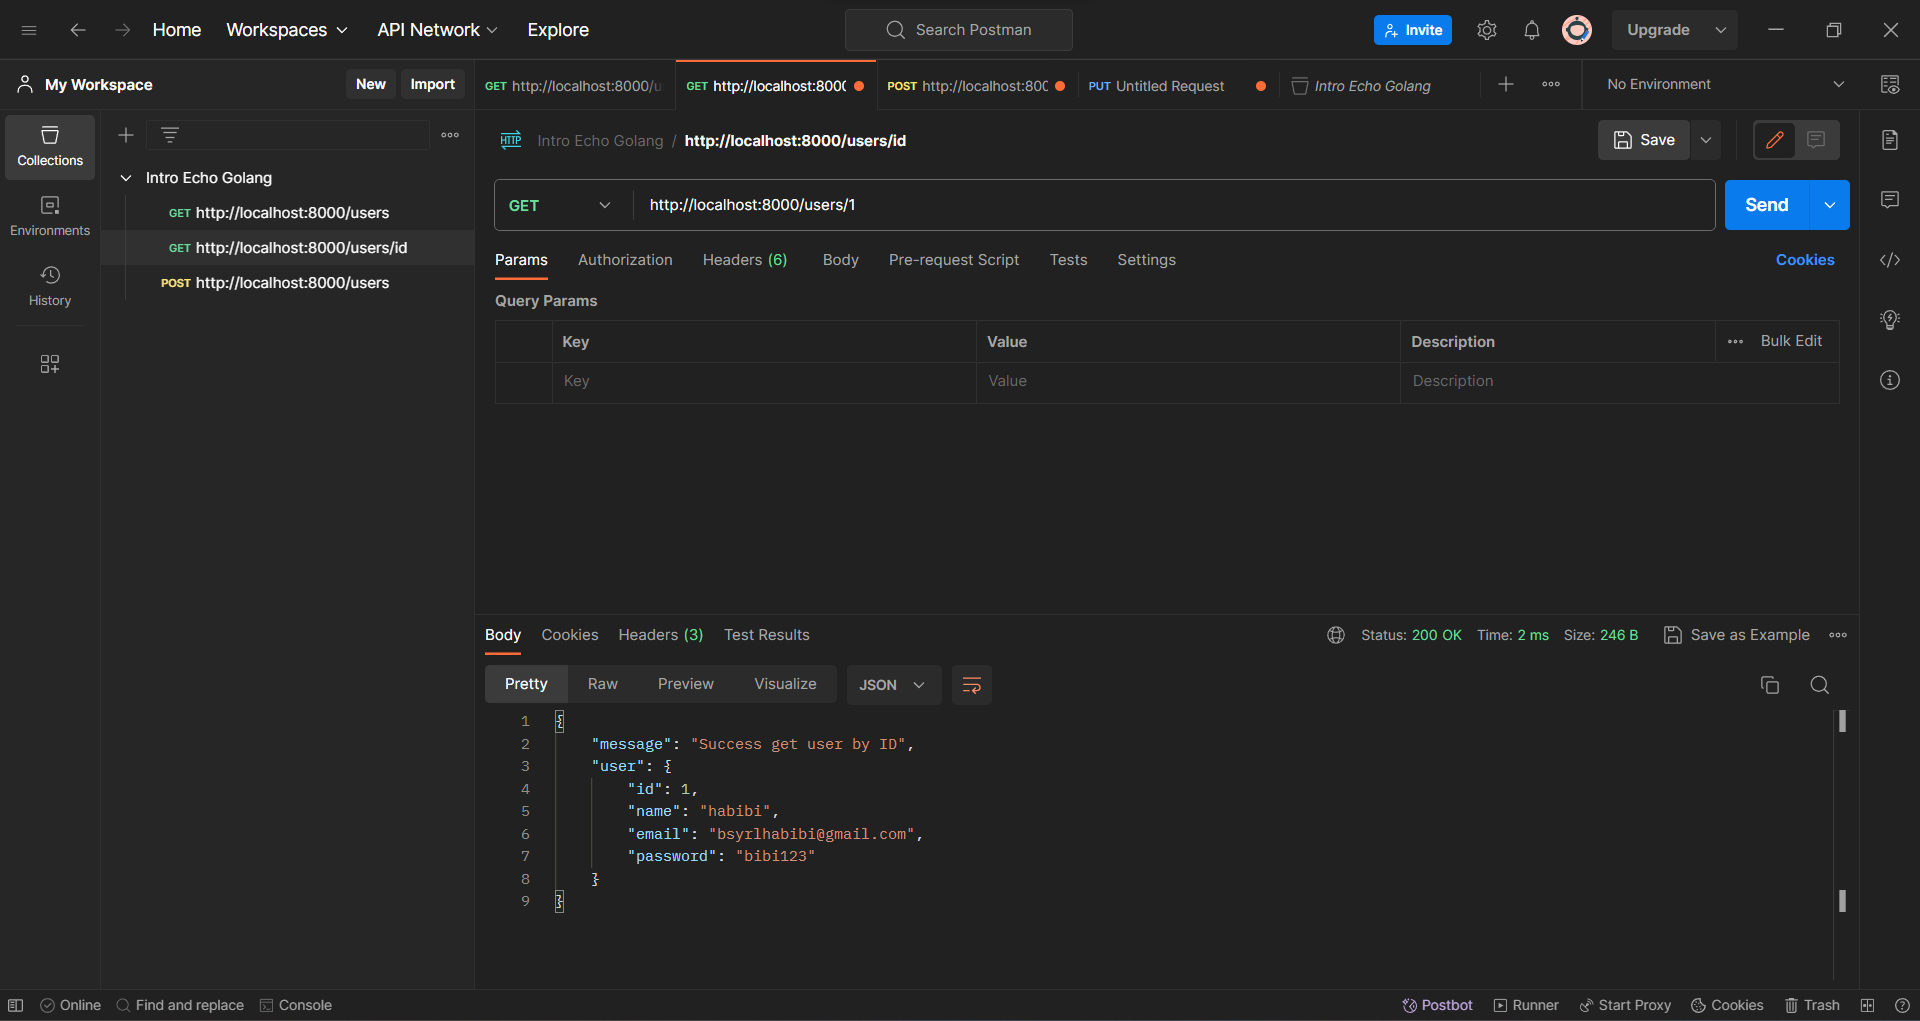 Home Workspaces API Network Explore Search Postman Invite Upgrade
My Workspace New Import GET http://localhost:8000/u GET http://localhost:800( POST http://localhost:800 PUT Untitled Request Intro Echo Golang No Environment
Collections
Environments
History
Intro Echo Golang
GET http://localhost:8000/users
GET http://localhost:8000/users/id
POST http://localhost:8000/users
HTTP Intro Echo Golang / http://localhost:8000/users/id Save
GET http://localhost:8000/users/1 Send
Params Authorization Headers (6) Body Pre-request Script Tests Settings Cookies
Query Params
Key Value Description Bulk Edit
Key Value Description
Body Cookies Headers (3) Test Results Status: 200 OK Time: 2 ms Size: 246 B Save as Example
Pretty Raw Preview Visualize JSON
1 {
2 "message": "Success get user by ID",
3 "user": {
4 "id": 1,
5 "name": "habibi",
6 "email": "bsyrlhabibi@gmail.com",
7 "password": "bibi123"
8 }
9 }
Online Find and replace Console Postbot Runner Start Proxy Cookies Trash